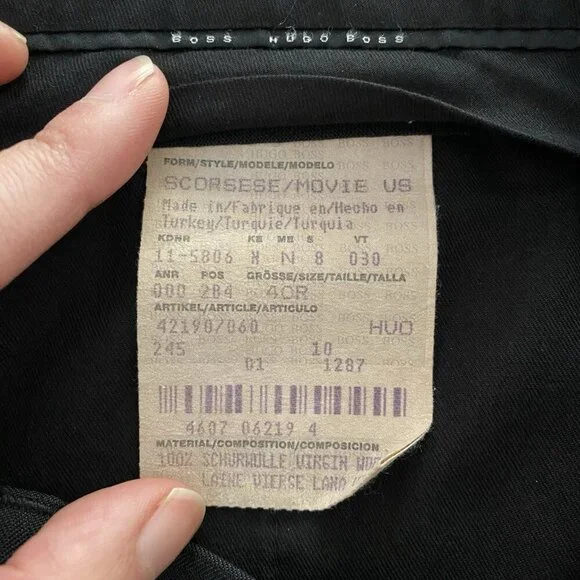 BOSS HUGO BOSS
FORM/STYLE/MODELE/MODELO
SCORSESE/MOVIE US
Made in/Fabrique en/Hecho en
Turkey/Turquie/Turquia
KDNR KE ME S VT
11-5806 N 8 030
ANR POS GRÖSSE/SIZE/TAILLE/TALLA
000 284 40R
ARTIKEL/ARTICLE/ARTICULO
42190/060 HUO
245 10
01 1287
4607 06219 4
MATERIAL/COMPOSITION/COMPOSICION
100% SCHURWOLLE VIRGIN
LAINE VIERGE LANA/